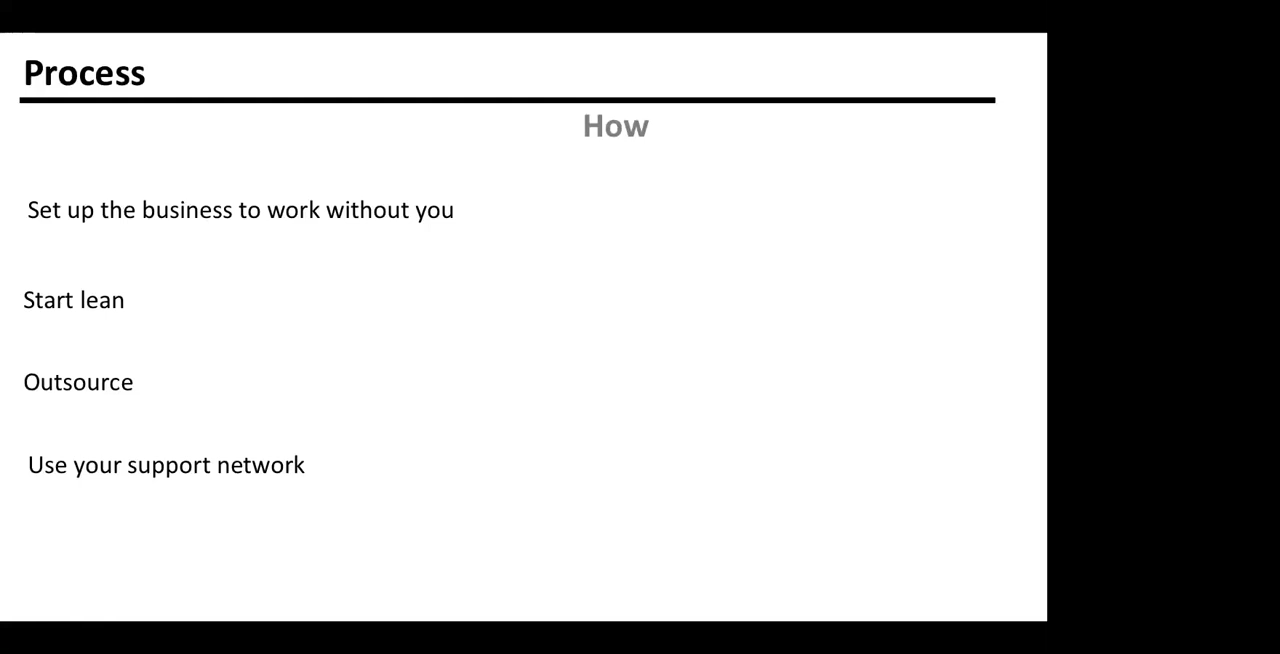 Process
How
Set up the business to work without you
Start lean
Outsource
Use your support network